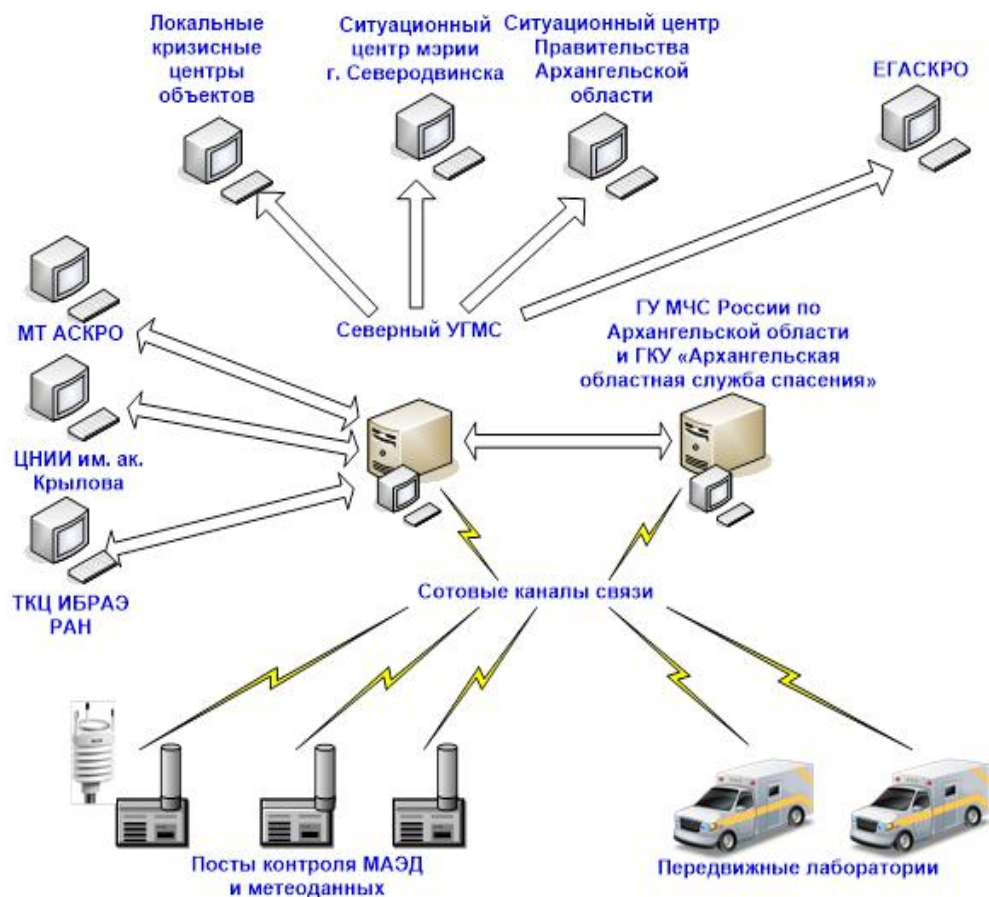 Локальные
кризисные
центры
объектов
Ситуационный
центр мэрии
г. Северодвинска
Ситуационный центр
Правительства
Архангельской
области
ЕГАСКРО
МТ АСКРО
Северный УГМС
ГУ МЧС России по
Архангельской области
и ГКУ «Архангельская
областная служба спасения»
ЦНИИ им. ак.
Крылова
ТКЦ ИБРАЭ
РАН
Сотовые каналы связи
Посты контроля МАЭД
и метеоданных
Передвижные лаборатории